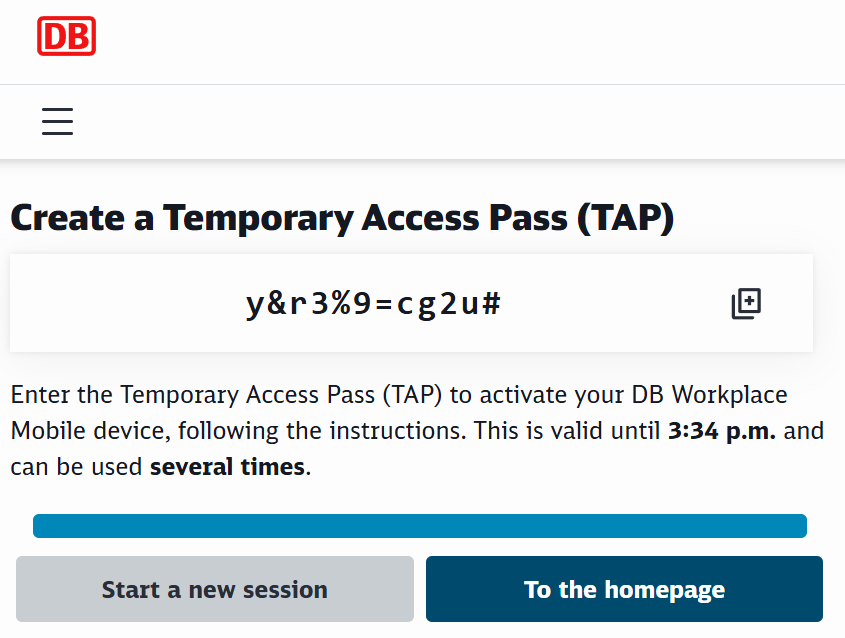 DB
Create a Temporary Access Pass (TAP)
y&r3%9=cg2u#
Enter the Temporary Access Pass (TAP) to activate your DB Workplace
Mobile device, following the instructions. This is valid until 3:34 p.m. and
can be used several times.
Start a new session
To the homepage